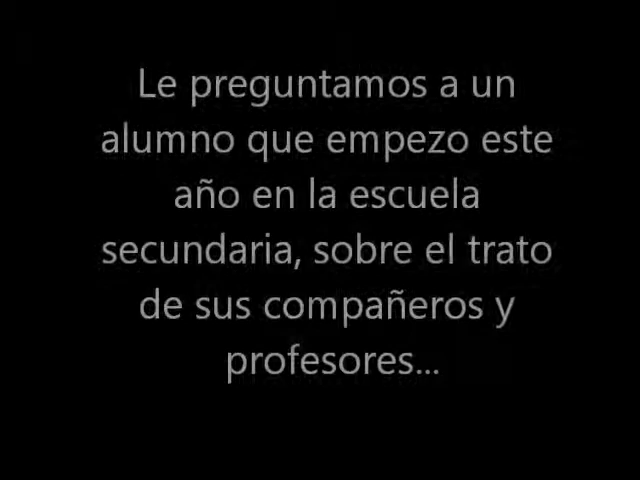 Le preguntamos a un
alumno que empezo este
año en la escuela
secundaria, sobre el trato
de sus compañeros y
profesores...